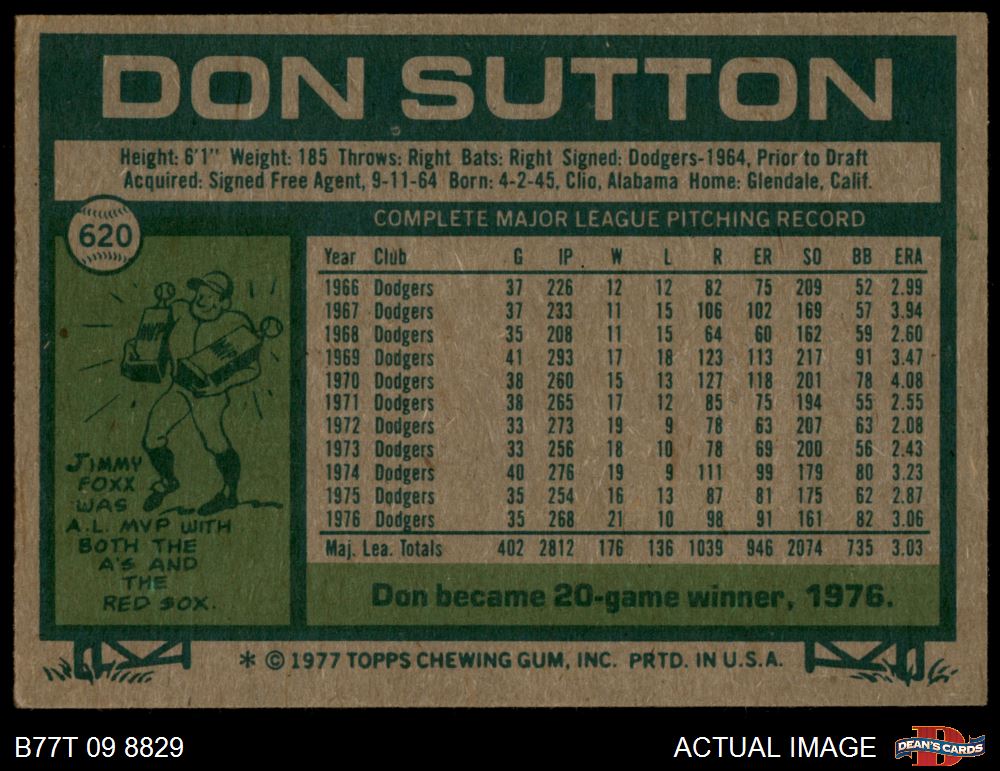 DON SUTTON
Height: 6'1" Weight: 185 Throws: Right Bats: Right Signed: Dodgers-1964, Prior to Draft
Acquired: Signed Free Agent, 9-11-64 Born: 4-2-45, Clio, Alabama Home: Glendale, Calif.
620
COMPLETE MAJOR LEAGUE PITCHING RECORD
Year Club G IP W L R ER SO BB ERA
1966 Dodgers 37 226 12 12 82 75 209 52 2.99
1967 Dodgers 37 233 11 15 106 102 169 57 3.94
1968 Dodgers 35 208 11 15 64 60 162 59 2.60
1969 Dodgers 41 293 17 18 123 113 217 91 3.47
1970 Dodgers 38 260 15 13 127 118 201 78 4.08
1971 Dodgers 38 265 17 12 85 75 194 55 2.55
1972 Dodgers 33 273 19 9 78 63 207 63 2.08
1973 Dodgers 33 256 18 10 78 69 200 56 2.43
1974 Dodgers 40 276 19 9 111 99 179 80 3.23
1975 Dodgers 35 254 16 13 87 81 175 62 2.87
1976 Dodgers 35 268 21 10 98 91 161 82 3.06
Maj. Lea. Totals 402 2812 176 136 1039 946 2074 735 3.03
MVP
MVP
JIMMY
FOXX
WAS
A.L. MVP WITH
BOTH THE
A'S AND
THE
RED SOX.
Don became 20-game winner, 1976.
* © 1977 TOPPS CHEWING GUM, INC. PRTD. IN U.S.A.
B77T 09 8829
ACTUAL IMAGE
D
DEAN'S CARDS